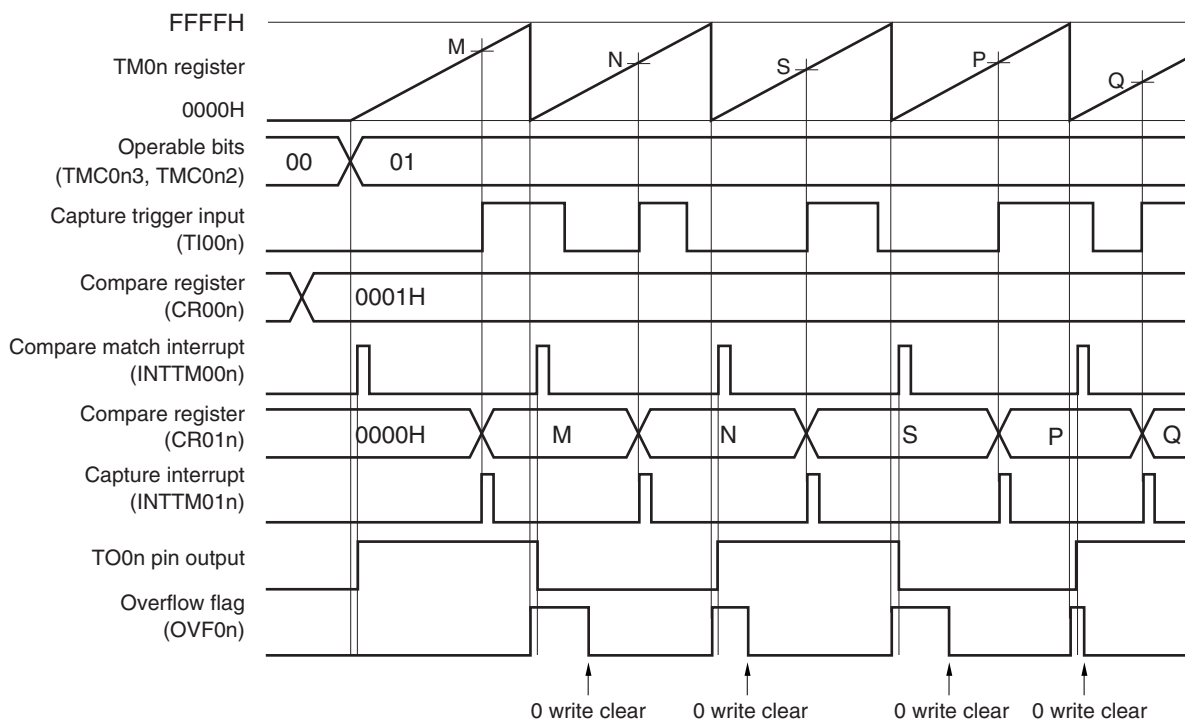 FFFFH
TM0n register
0000H
M
N
S
P
Q
Operable bits
(TMC0n3, TMC0n2)
00
01
Capture trigger input
(TI00n)
Compare register
(CR00n)
0001H
Compare match interrupt
(INTTM00n)
Compare register
(CR01n)
0000H
M
N
S
P
Q
Capture interrupt
(INTTM01n)
TO0n pin output
Overflow flag
(OVF0n)
0 write clear
0 write clear
0 write clear
0 write clear